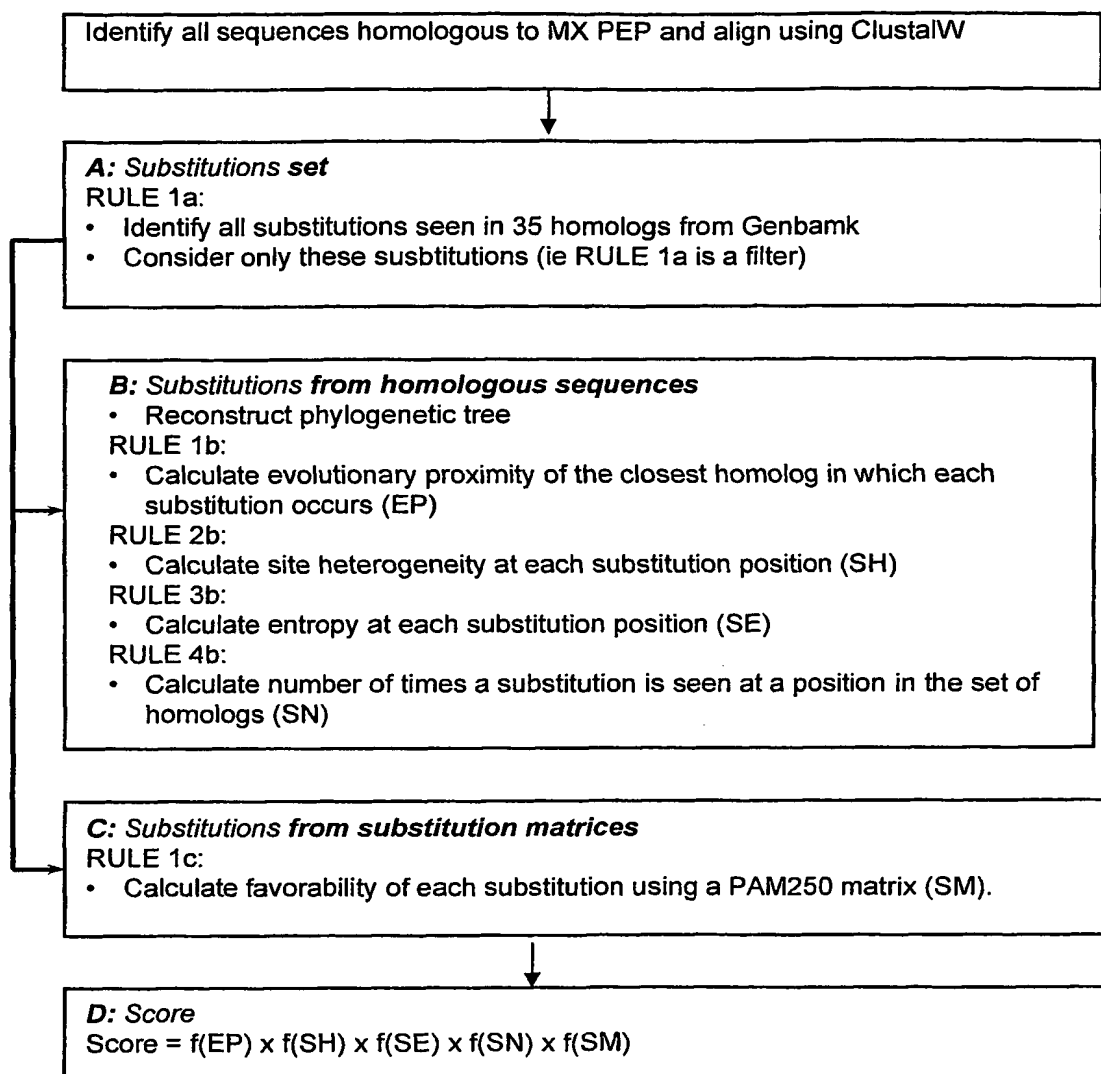 Identify all sequences homologous to MX PEP and align using ClustalW
A: Substitutions set
RULE 1a:
• Identify all substitutions seen in 35 homologs from Genbamk
• Consider only these susbtitutions (ie RULE 1a is a filter)
B: Substitutions from homologous sequences
• Reconstruct phylogenetic tree
RULE 1b:
• Calculate evolutionary proximity of the closest homolog in which each
substitution occurs (EP)
RULE 2b:
• Calculate site heterogeneity at each substitution position (SH)
RULE 3b:
• Calculate entropy at each substitution position (SE)
RULE 4b:
• Calculate number of times a substitution is seen at a position in the set of
homologs (SN)
C: Substitutions from substitution matrices
RULE 1c:
• Calculate favorability of each substitution using a PAM250 matrix (SM).
D: Score
Score = f(EP) x f(SH) x f(SE) x f(SN) x f(SM)